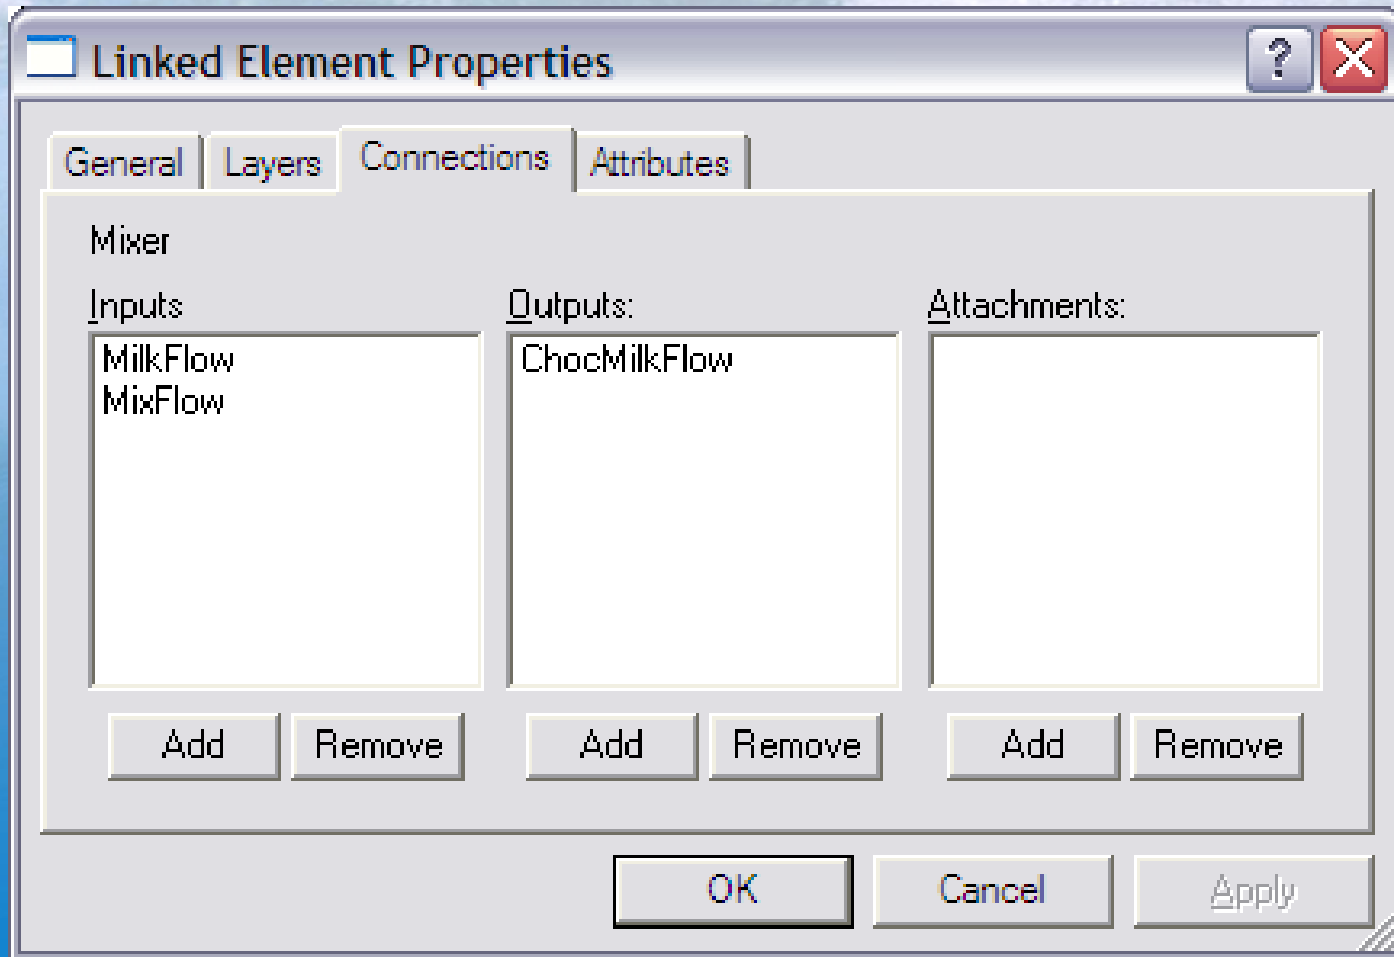 Linked Element Properties
General Layers Connections Attributes
Mixer
Inputs Outputs: Attachments:
MilkFlow ChocMilkFlow
MixFlow
Add Remove Add Remove Add Remove
OK Cancel Apply